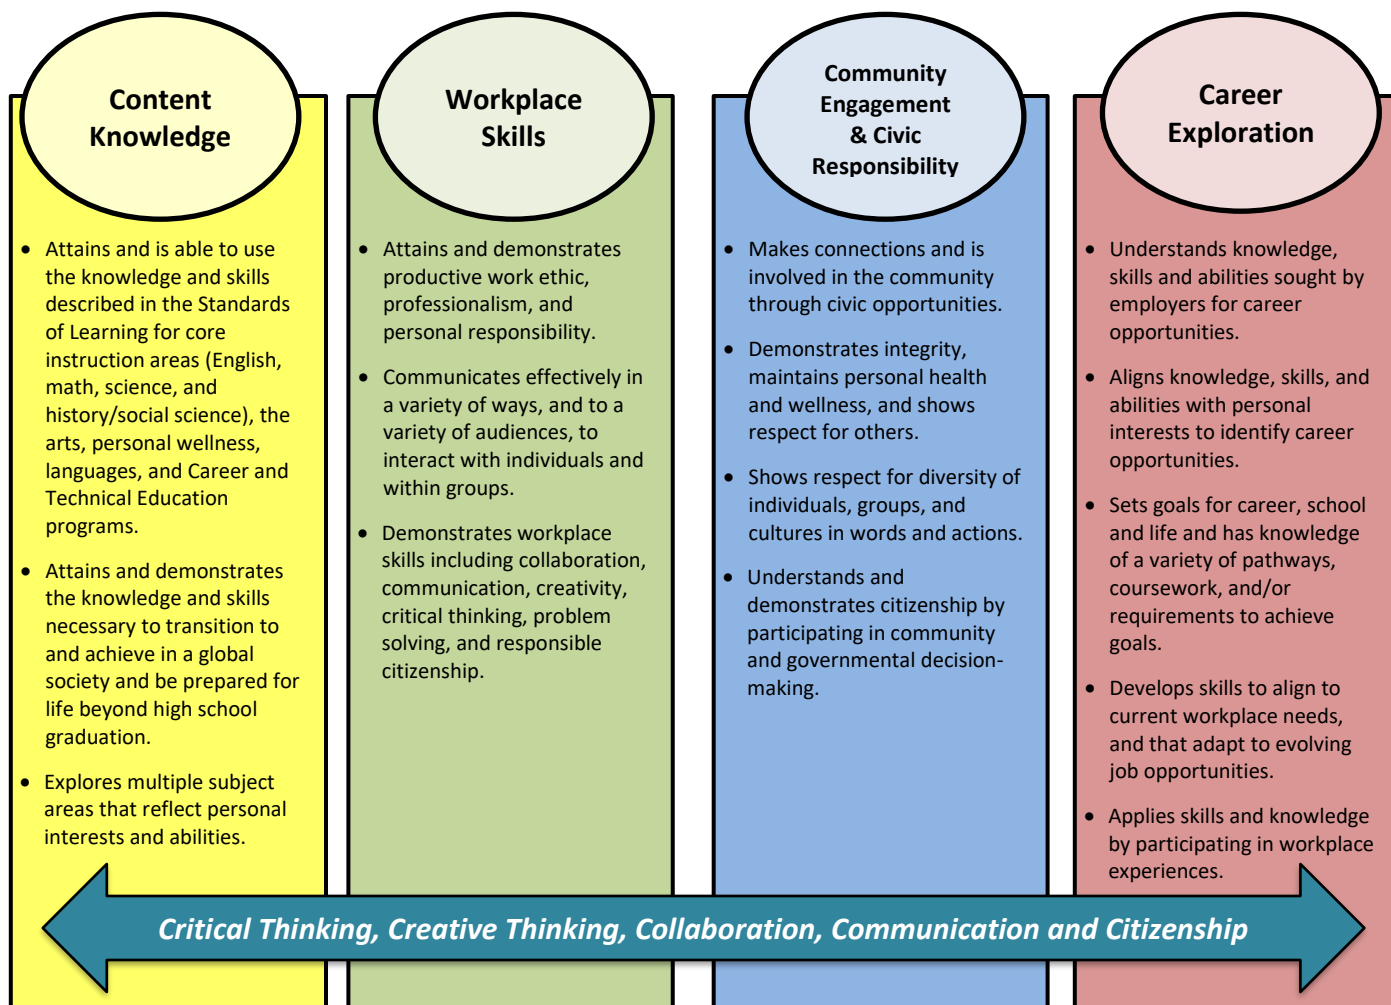 Content
Knowledge
• Attains and is able to use
the knowledge and skills
described in the Standards
of Learning for core
instruction areas (English,
math, science, and
history/social science), the
arts, personal wellness,
languages, and Career and
Technical Education
programs.
• Attains and demonstrates
the knowledge and skills
necessary to transition to
and achieve in a global
society and be prepared for
life beyond high school
graduation.
• Explores multiple subject
areas that reflect personal
interests and abilities.
Workplace
Skills
• Attains and demonstrates
productive work ethic,
professionalism, and
personal responsibility.
• Communicates effectively in
a variety of ways, and to a
variety of audiences, to
interact with individuals and
within groups.
• Demonstrates workplace
skills including collaboration,
communication, creativity,
critical thinking, problem
solving, and responsible
citizenship.
Community
Engagement
& Civic
Responsibility
• Makes connections and is
involved in the community
through civic opportunities.
• Demonstrates integrity,
maintains personal health
and wellness, and shows
respect for others.
• Shows respect for diversity of
individuals, groups, and
cultures in words and actions.
• Understands and
demonstrates citizenship by
participating in community
and governmental decision-
making.
Career
Exploration
• Understands knowledge,
skills and abilities sought by
employers for career
opportunities.
• Aligns knowledge, skills, and
abilities with personal
interests to identify career
opportunities.
• Sets goals for career, school
and life and has knowledge
of a variety of pathways,
coursework, and/or
requirements to achieve
goals.
• Develops skills to align to
current workplace needs,
and that adapt to evolving
job opportunities.
• Applies skills and knowledge
by participating in workplace
experiences.
Critical Thinking, Creative Thinking, Collaboration, Communication and Citizenship